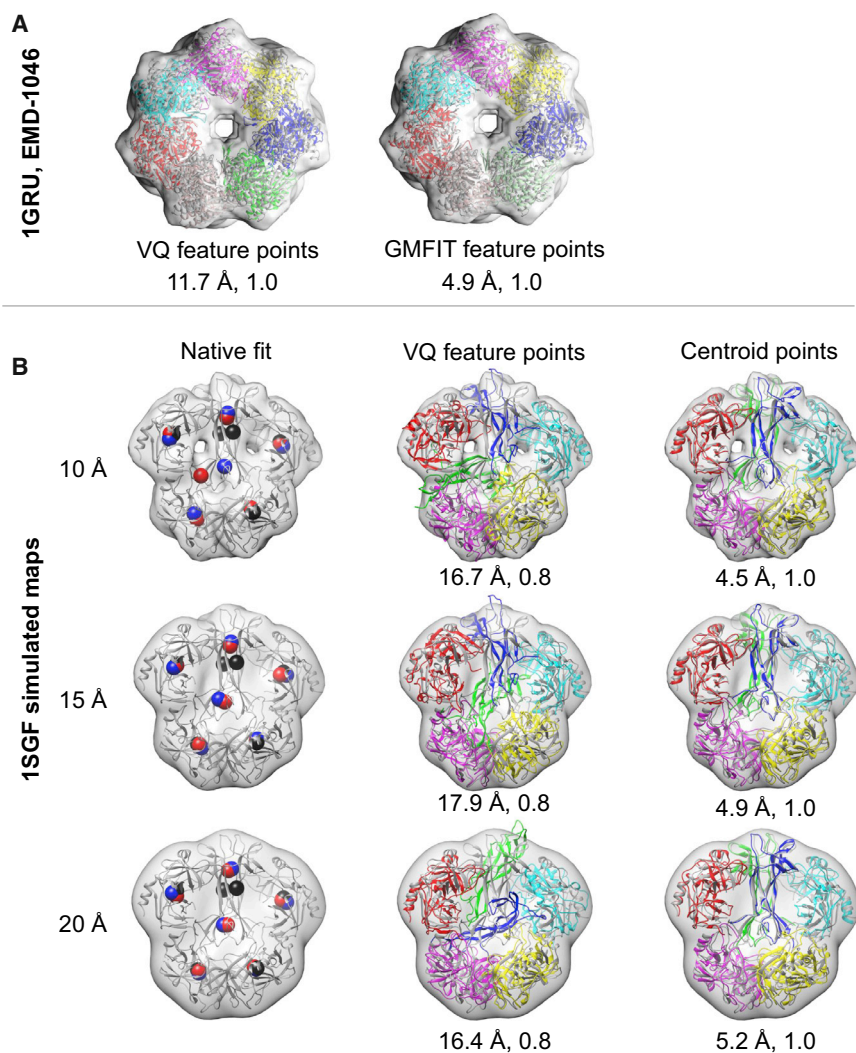 A
1GRU, EMD-1046
VQ feature points
11.7 Å, 1.0
GMFIT feature points
4.9 Å, 1.0
B
1SGF simulated maps
Native fit
VQ feature points
Centroid points
10 Å
16.7 Å, 0.8
4.5 Å, 1.0
15 Å
17.9 Å, 0.8
4.9 Å, 1.0
20 Å
16.4 Å, 0.8
5.2 Å, 1.0